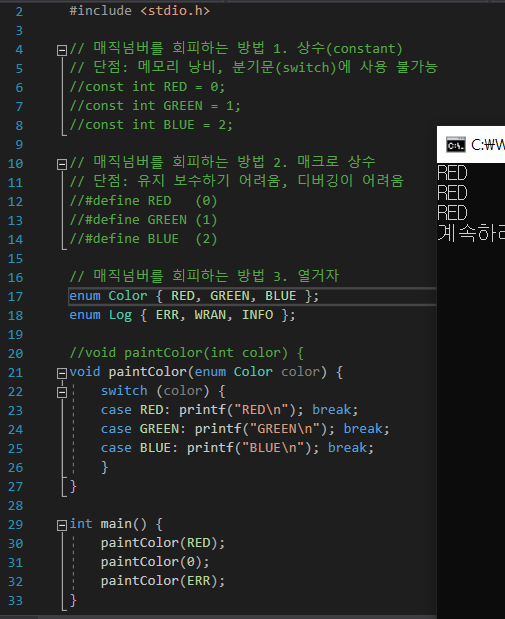 2 #include <stdio.h>
3
4 // 매직넘버를 회피하는 방법 1. 상수(constant)
5 // 단점: 메모리 낭비, 분기문(switch)에 사용 불가능
6 //const int RED = 0;
7 //const int GREEN = 1;
8 //const int BLUE = 2;
9
10 // 매직넘버를 회피하는 방법 2. 매크로 상수
11 // 단점: 유지 보수하기 어려움, 디버깅이 어려움
12 //#define RED   (0)
13 //#define GREEN (1)
14 //#define BLUE  (2)
15
16 // 매직넘버를 회피하는 방법 3. 열거자
17 enum Color { RED, GREEN, BLUE };
18 enum Log { ERR, WRAN, INFO };
19
20 //void paintColor(int color) {
21 void paintColor(enum Color color) {
22     switch (color) {
23     case RED: printf("RED\n"); break;
24     case GREEN: printf("GREEN\n"); break;
25     case BLUE: printf("BLUE\n"); break;
26     }
27 }
28
29 int main() {
30     paintColor(RED);
31     paintColor(0);
32     paintColor(ERR);
33 }
C:\. C:₩W
RED
RED
RED
계속하려